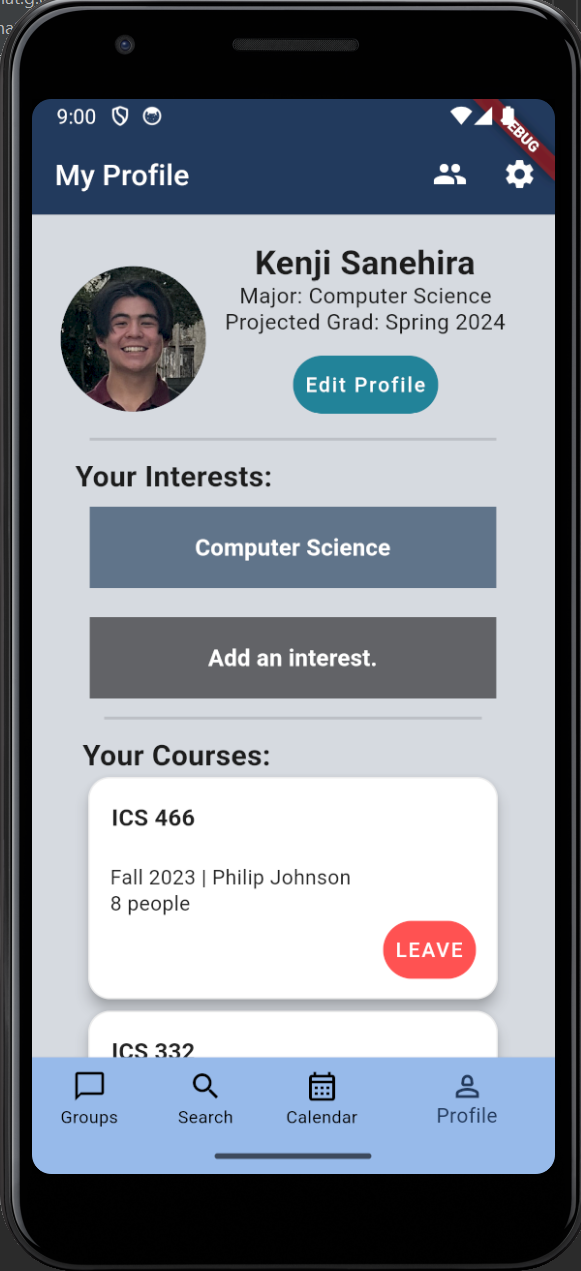 9:00
DEBUG
My Profile
Kenji Sanehira
Major: Computer Science
Projected Grad: Spring 2024
Edit Profile
Your Interests:
Computer Science
Add an interest.
Your Courses:
ICS 466
Fall 2023 | Philip Johnson
8 people
LEAVE
ICS 332
Groups
Search
Calendar
Profile